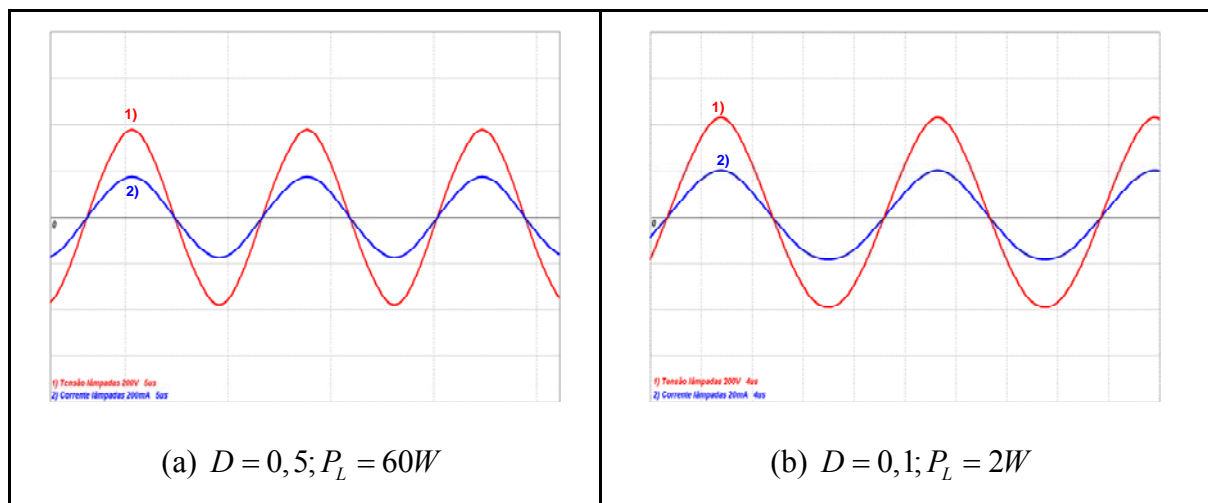 1)
2)
0
1) Tensão lâmpadas 200V 5us
2) Corrente lâmpadas 200mA 5us
(a) D = 0,5; P_L = 60W
1)
2)
0
1) Tensão lâmpadas 200V 4us
2) Corrente lâmpadas 20mA 4us
(b) D = 0,1; P_L = 2W